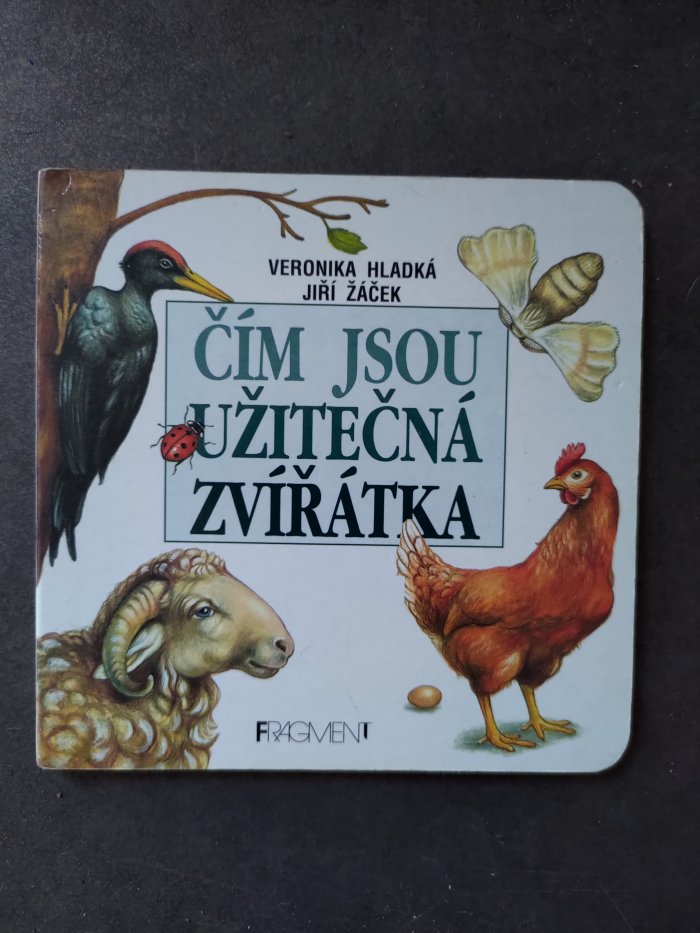 VERONIKA HLADKÁ
JIŘÍ ŽÁČEK
ČÍM JSOU
UŽITEČNÁ
ZVÍŘÁTKA
FRAGMENT